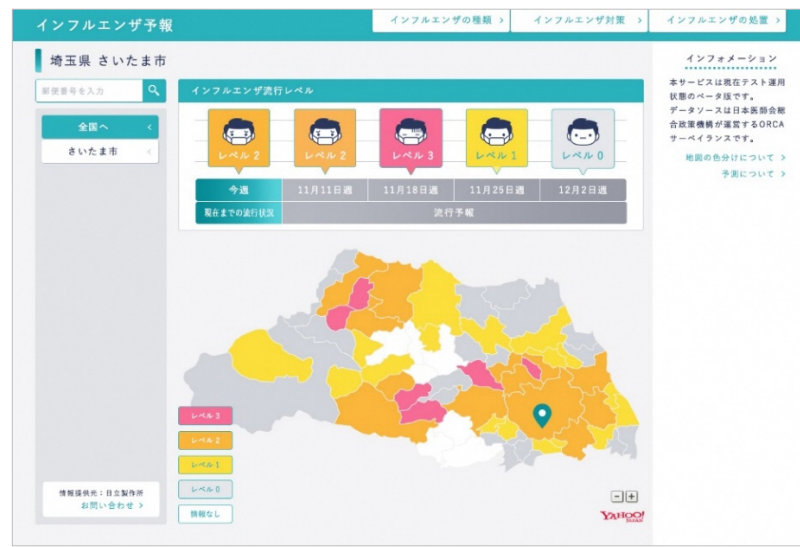 インフルエンザ予報
インフルエンザの種類 >
インフルエンザ対策 >
インフルエンザの処置 >
埼玉県 さいたま市
郵便番号を入力
全国へ <
さいたま市 <
情報提供元：日立製作所
お問い合わせ >
インフルエンザ流行レベル
レベル 2
レベル 2
レベル 3
レベル 1
レベル 0
今週
11月11日週
11月18日週
11月25日週
12月2日週
現在までの流行状況
流行予報
レベル 3
レベル 2
レベル 1
レベル 0
情報なし
YAHOO!
JAPAN
インフォメーション
本サービスは現在テスト運用
状態のベータ版です。
データソースは日本医師会総
合政策機構が運営するORCA
サーベイランスです。
地図の色分けについて >
予測について >